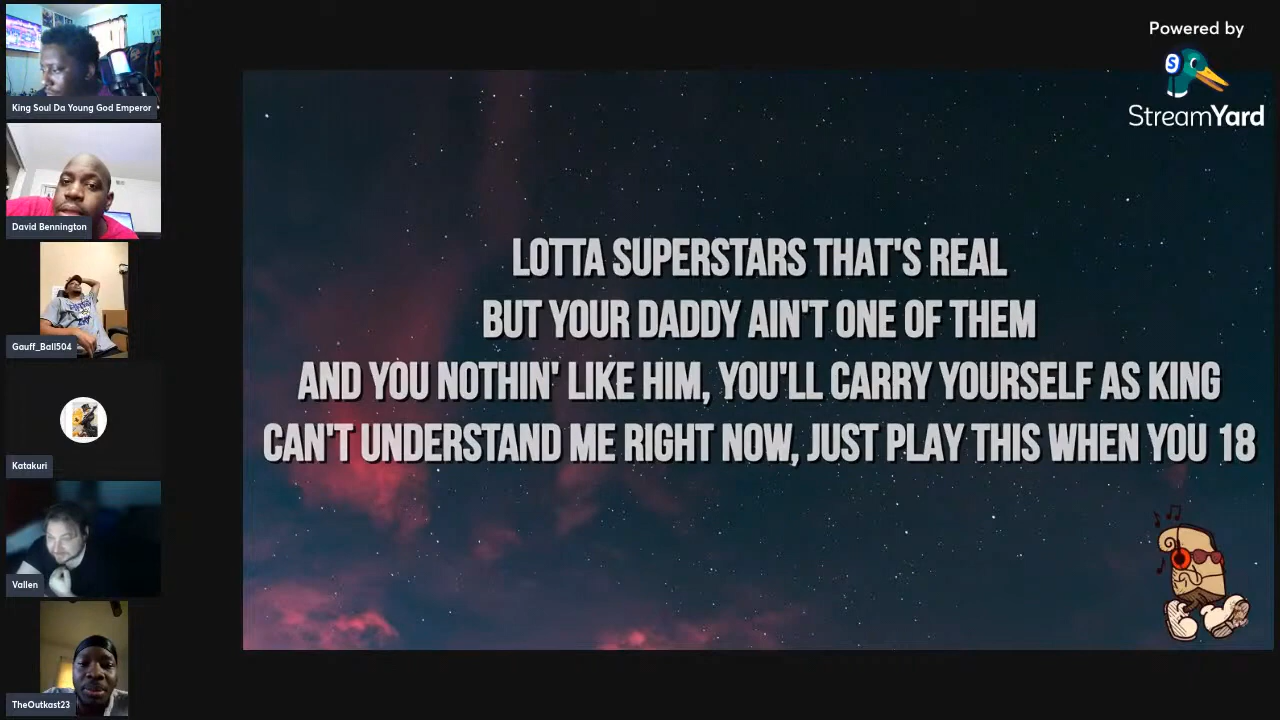 King Soul Da Young God Emperor
David Bennington
Gauff_Ball504
Katakuri
Vallen
TheOutkast23
Powered by
S
StreamYard
LOTTA SUPERSTARS THAT'S REAL
BUT YOUR DADDY AIN'T ONE OF THEM
AND YOU NOTHIN' LIKE HIM, YOU'LL CARRY YOURSELF AS KING
CAN'T UNDERSTAND ME RIGHT NOW, JUST PLAY THIS WHEN YOU 18